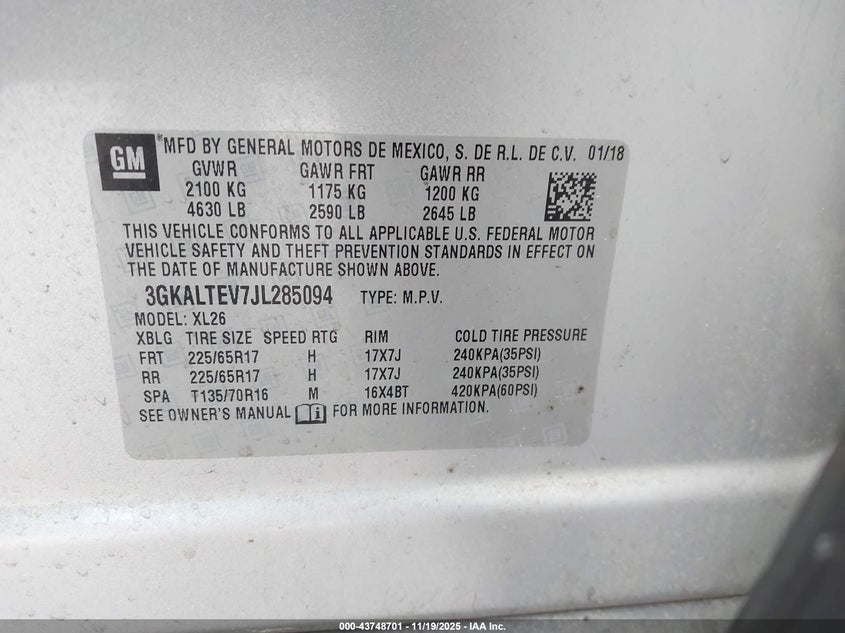 GM
®MFD BY GENERAL MOTORS DE MEXICO, S. DE R.L. DE C.V. 01/18
GVWR GAWR FRT GAWR RR
2100 KG 1175 KG 1200 KG
4630 LB 2590 LB 2645 LB
THIS VEHICLE CONFORMS TO ALL APPLICABLE U.S. FEDERAL MOTOR
VEHICLE SAFETY AND THEFT PREVENTION STANDARDS IN EFFECT ON
THE DATE OF MANUFACTURE SHOWN ABOVE.
3GKALTEV7JL285094 TYPE: M.P.V.
MODEL: XL26
XBLG TIRE SIZE SPEED RTG RIM COLD TIRE PRESSURE
FRT 225/65R17 H 17X7J 240KPA(35PSI)
RR 225/65R17 H 17X7J 240KPA(35PSI)
SPA T135/70R16 M 16X4BT 420KPA(60PSI)
SEE OWNER'S MANUAL FOR MORE INFORMATION.
000-43748701 - 11/19/2025 - IAA Inc.